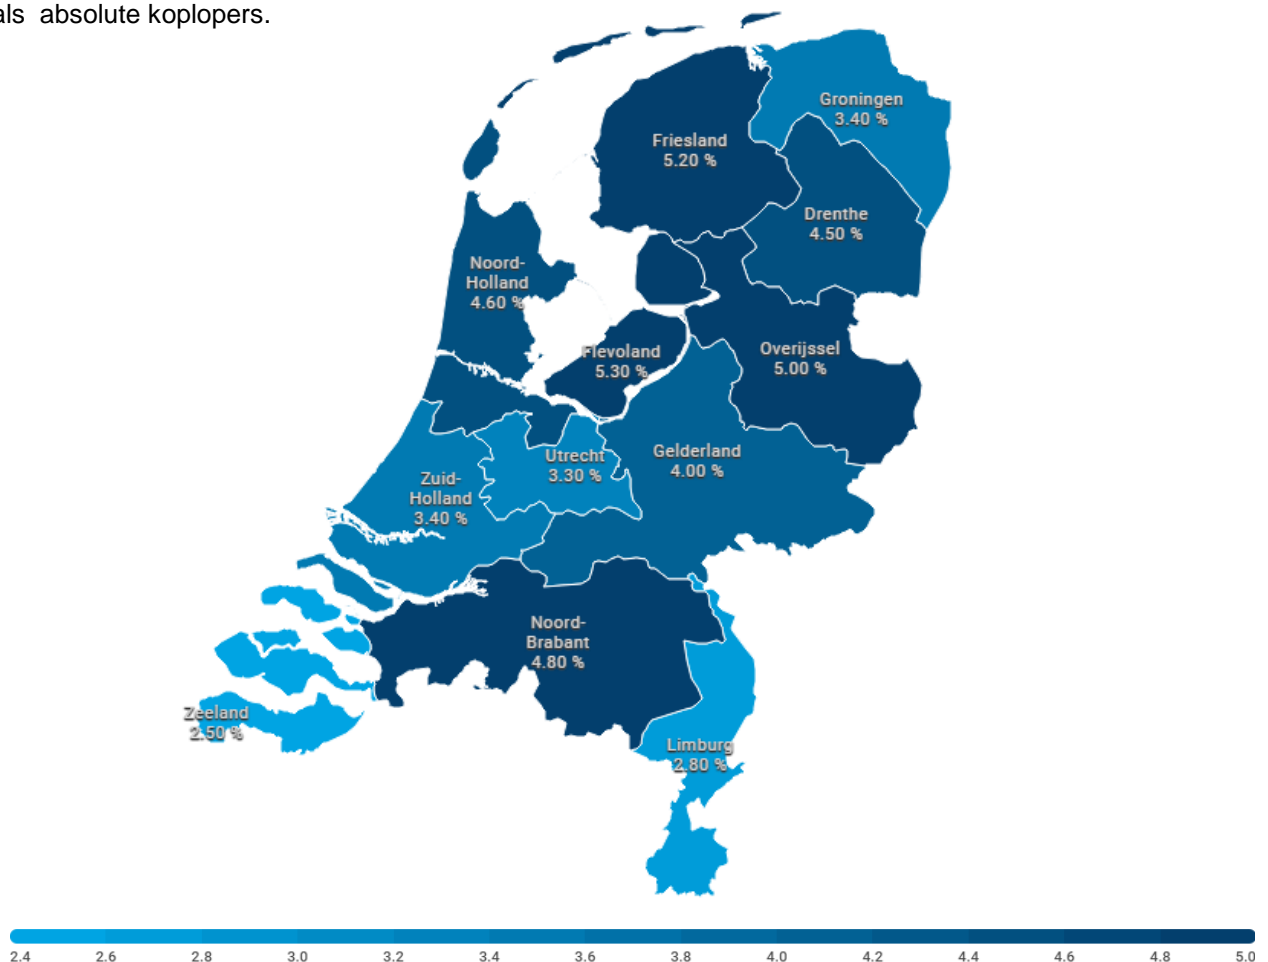 als absolute koplopers.
Groningen
3.40 %
Friesland
5.20 %
Drenthe
4.50 %
Noord-
Holland
4.60 %
Flevoland
5.30 %
Overijssel
5.00 %
Gelderland
4.00 %
Utrecht
3.30 %
Zuid-
Holland
3.40 %
Noord-
Brabant
4.80 %
Zeeland
2.50 %
Limburg
2.80 %
2.4 2.6 2.8 3.0 3.2 3.4 3.6 3.8 4.0 4.2 4.4 4.6 4.8 5.0